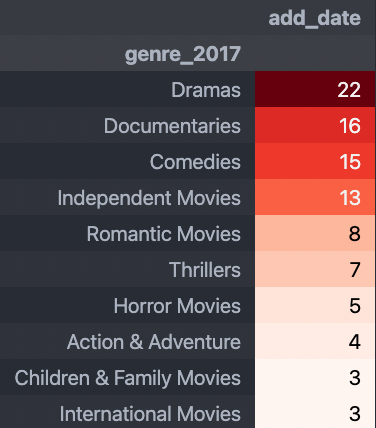 add_date
genre_2017
Dramas 22
Documentaries 16
Comedies 15
Independent Movies 13
Romantic Movies 8
Thrillers 7
Horror Movies 5
Action & Adventure 4
Children & Family Movies 3
International Movies 3